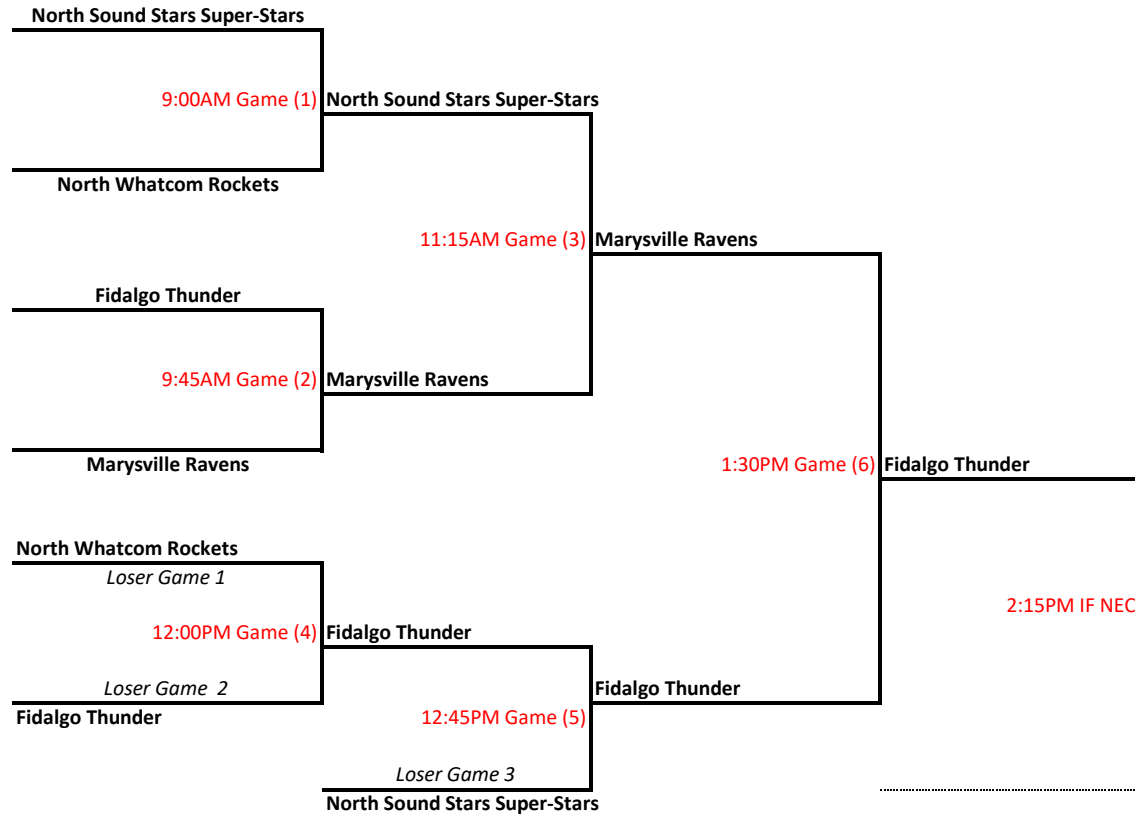 North Sound Stars Super-Stars
9:00AM Game (1)
North Sound Stars Super-Stars
North Whatcom Rockets
11:15AM Game (3)
Marysville Ravens
Fidalgo Thunder
9:45AM Game (2)
Marysville Ravens
Marysville Ravens
1:30PM Game (6)
Fidalgo Thunder
North Whatcom Rockets
Loser Game 1
2:15PM IF NEC
12:00PM Game (4)
Fidalgo Thunder
Loser Game 2
Fidalgo Thunder
Fidalgo Thunder
12:45PM Game (5)
Loser Game 3
North Sound Stars Super-Stars